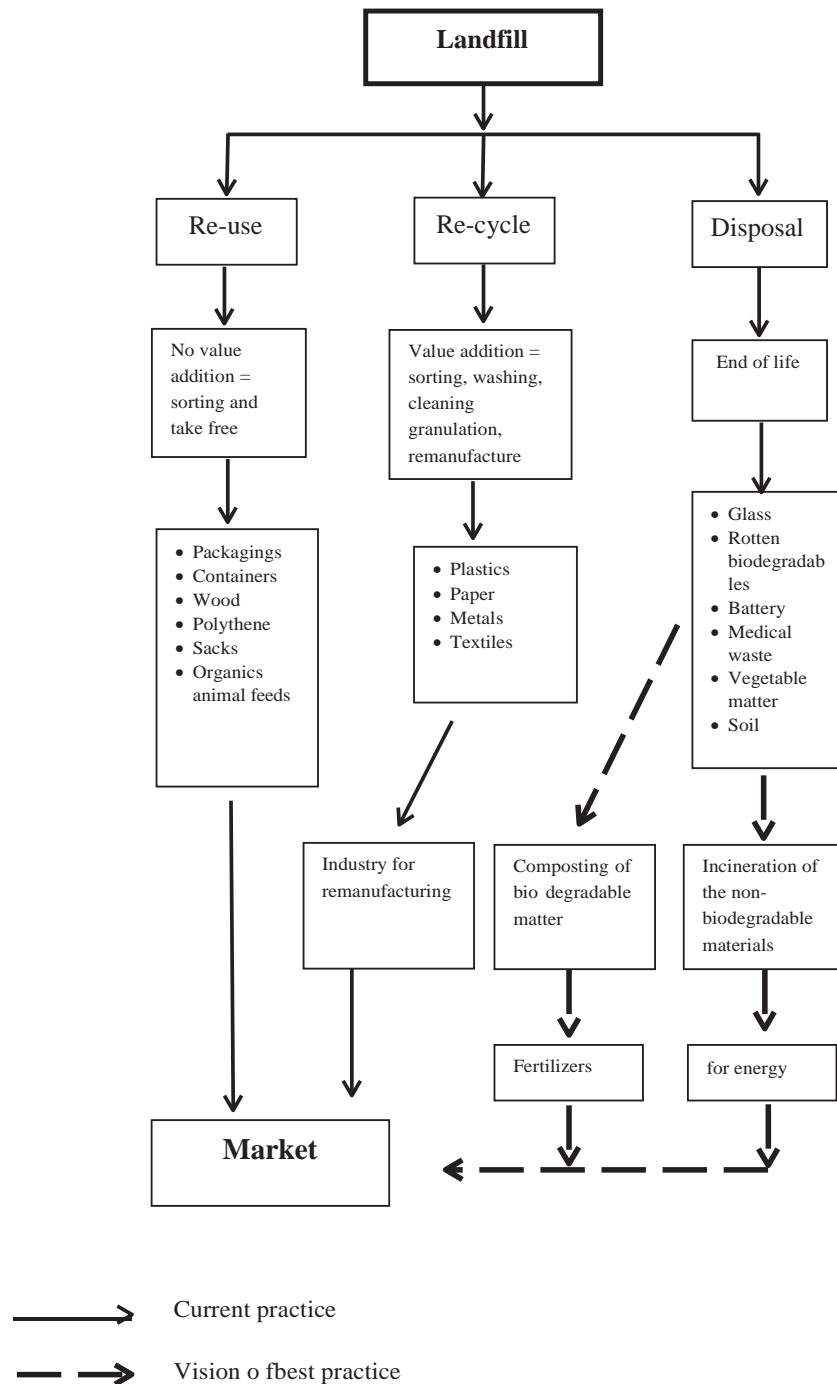 Landfill
Re-use
Re-cycle
Disposal
No value
addition =
sorting and
take free
Value addition =
sorting, washing,
cleaning
granulation,
remanufacture
End of life
• Packagings
• Containers
• Wood
• Polythene
• Sacks
• Organics
animal feeds
• Plastics
• Paper
• Metals
• Textiles
• Glass
• Rotten
biodegradab
les
• Battery
• Medical
waste
• Vegetable
matter
• Soil
Industry for
remanufacturing
Composting of
bio degradable
matter
Incineration of
the non-
biodegradable
materials
Fertilizers
for energy
Market
Current practice
Vision o fbest practice